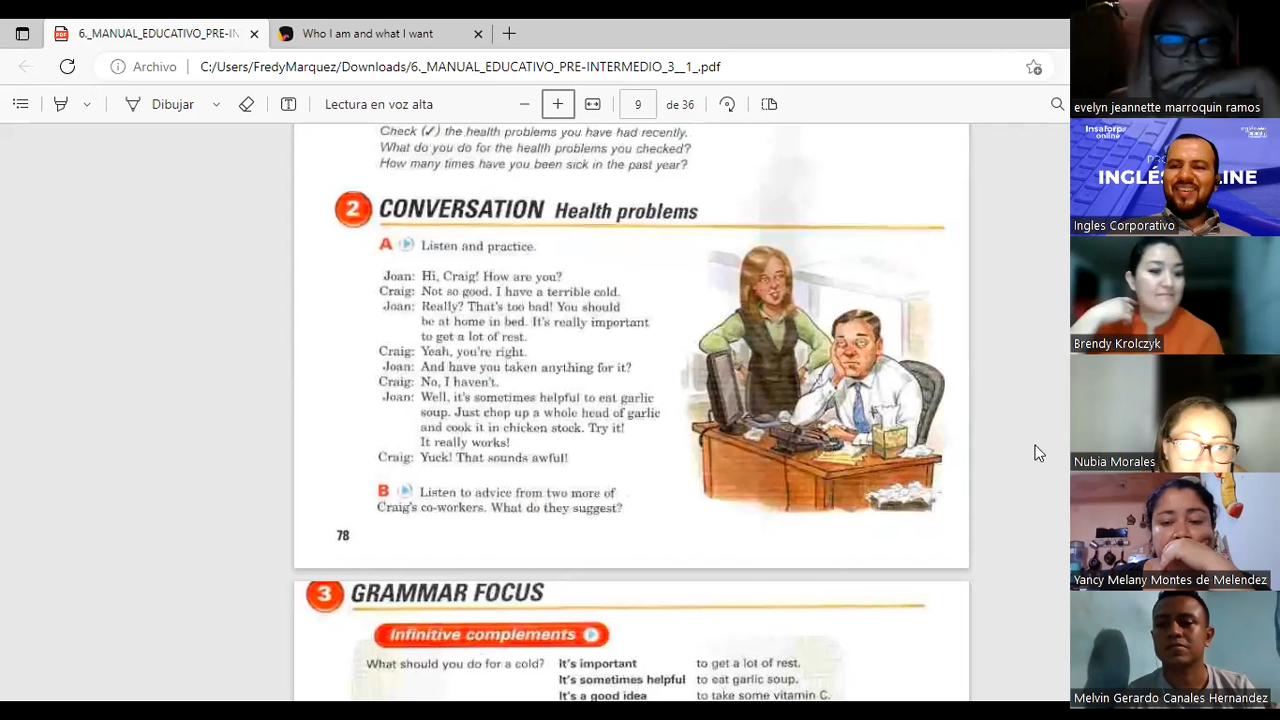 6._MANUAL_EDUCATIVO_PRE-IN
Who I am and what I want
Archivo
C:/Users/FredyMarquez/Downloads/6._MANUAL_EDUCATIVO_PRE-INTERMEDIO_3__1_.pdf
Dibujar
Lectura en voz alta
9
de 36
Check (✓) the health problems you have had recently.
What do you do for the health problems you checked?
How many times have you been sick in the past year?
2 CONVERSATION Health problems
A Listen and practice.
Joan: Hi, Craig! How are you?
Craig: Not so good. I have a terrible cold.
Joan: Really? That's too bad! You should
be at home in bed. It's really important
to get a lot of rest.
Craig: Yeah, you're right.
Joan: And have you taken anything for it?
Craig: No, I haven't.
Joan: Well, it's sometimes helpful to eat garlic
soup. Just chop up a whole head of garlic
and cook it in chicken stock. Try it!
It really works!
Craig: Yuck! That sounds awful!
B Listen to advice from two more of
Craig's co-workers. What do they suggest?
78
3 GRAMMAR FOCUS
Infinitive complements
What should you do for a cold? It's important to get a lot of rest.
It's sometimes helpful to eat garlic soup.
It's a good idea to take some vitamin C.
evelyn jeannette marroquin ramos
Insaforp
online
INGLÉS ONLINE
Ingles Corporativo
Brendy Krolczyk
Nubia Morales
Yancy Melany Montes de Melendez
Melvin Gerardo Canales Hernandez